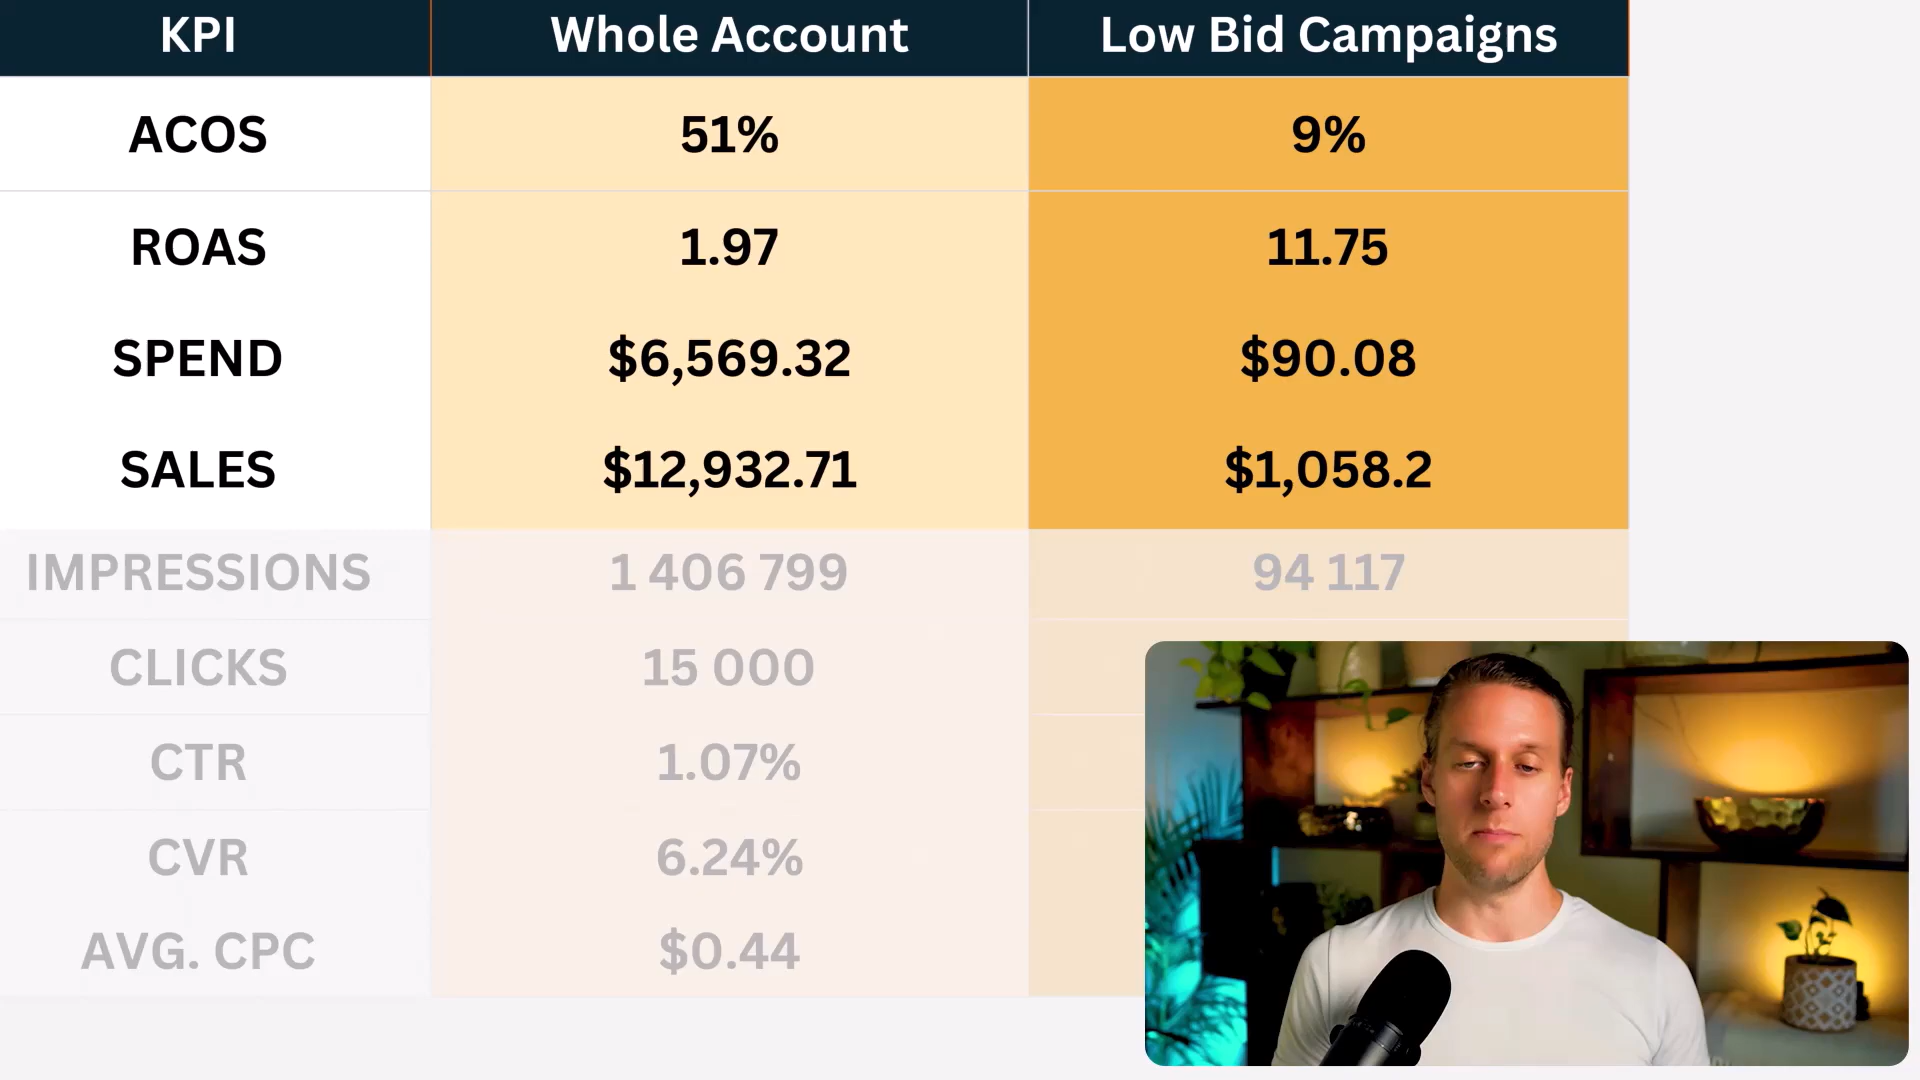 KPI Whole Account Low Bid Campaigns
ACOS 51% 9%
ROAS 1.97 11.75
SPEND $6,569.32 $90.08
SALES $12,932.71 $1,058.2
IMPRESSIONS 1 406 799 94 117
CLICKS 15 000
CTR 1.07%
CVR 6.24%
AVG. CPC $0.44